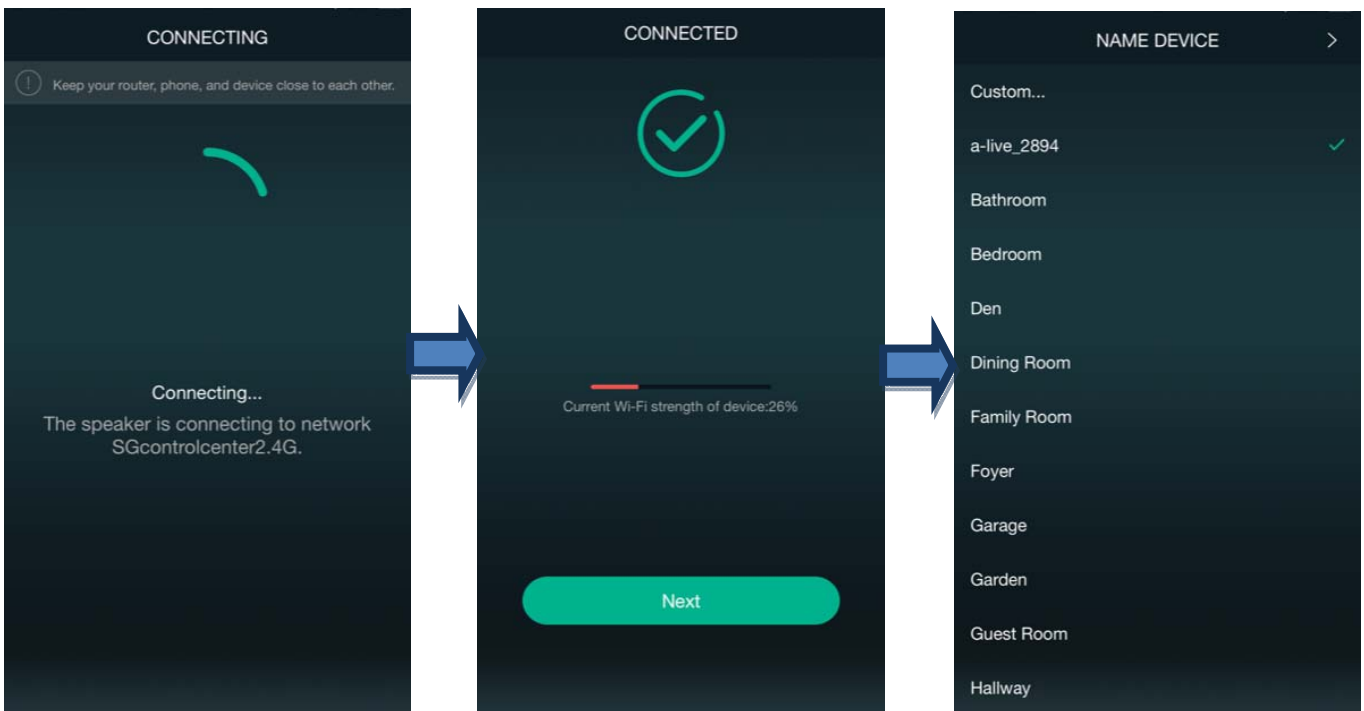 CONNECTING
Keep your router, phone, and device close to each other.
Connecting...
The speaker is connecting to network
SGcontrolcenter2.4G.
CONNECTED
Current Wi-Fi strength of device:26%
Next
NAME DEVICE
Custom...
a-live_2894
Bathroom
Bedroom
Den
Dining Room
Family Room
Foyer
Garage
Garden
Guest Room
Hallway